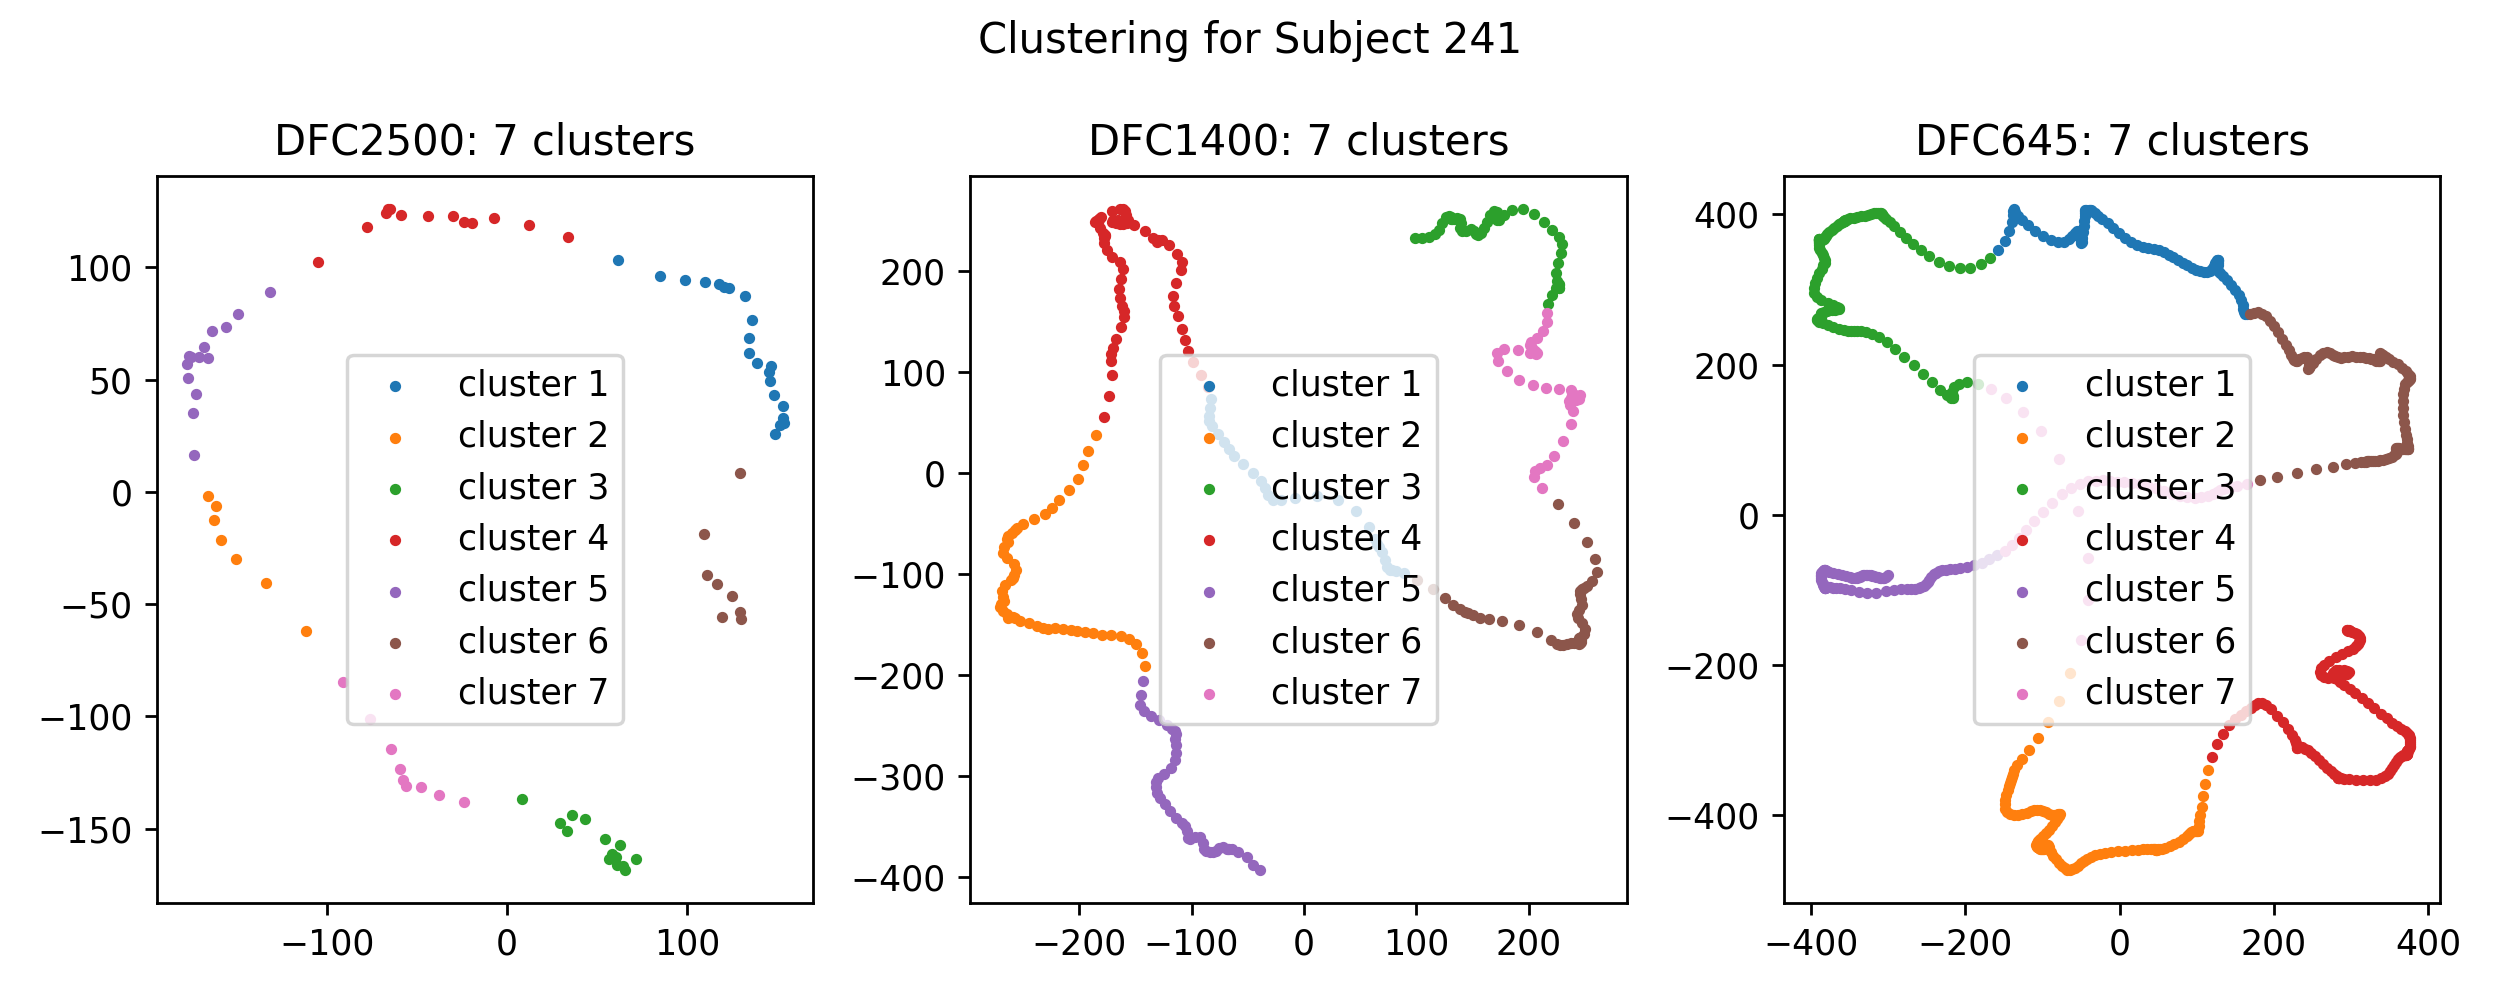 Clustering for Subject 241
DFC2500: 7 clusters
100
50
0
−50
−100
−150
−100
0
100
cluster 1
cluster 2
cluster 3
cluster 4
cluster 5
cluster 6
cluster 7
DFC1400: 7 clusters
200
100
0
−100
−200
−300
−400
−200
−100
0
100
200
cluster 1
cluster 2
cluster 3
cluster 4
cluster 5
cluster 6
cluster 7
DFC645: 7 clusters
400
200
0
−200
−400
−400
−200
0
200
400
cluster 1
cluster 2
cluster 3
cluster 4
cluster 5
cluster 6
cluster 7